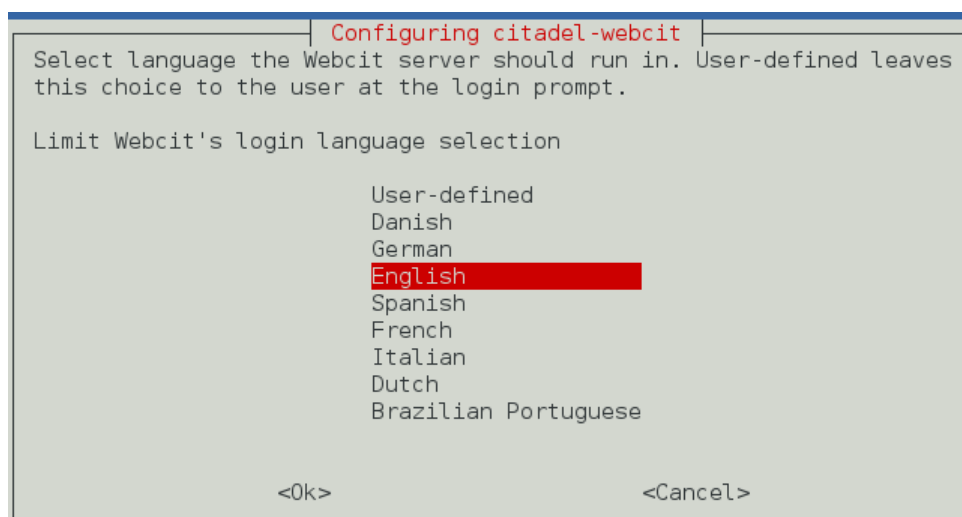 Configuring citadel-webcit
Select language the Webcit server should run in. User-defined leaves
this choice to the user at the login prompt.
Limit Webcit's login language selection
User-defined
Danish
German
English
Spanish
French
Italian
Dutch
Brazilian Portuguese
<Ok> <Cancel>